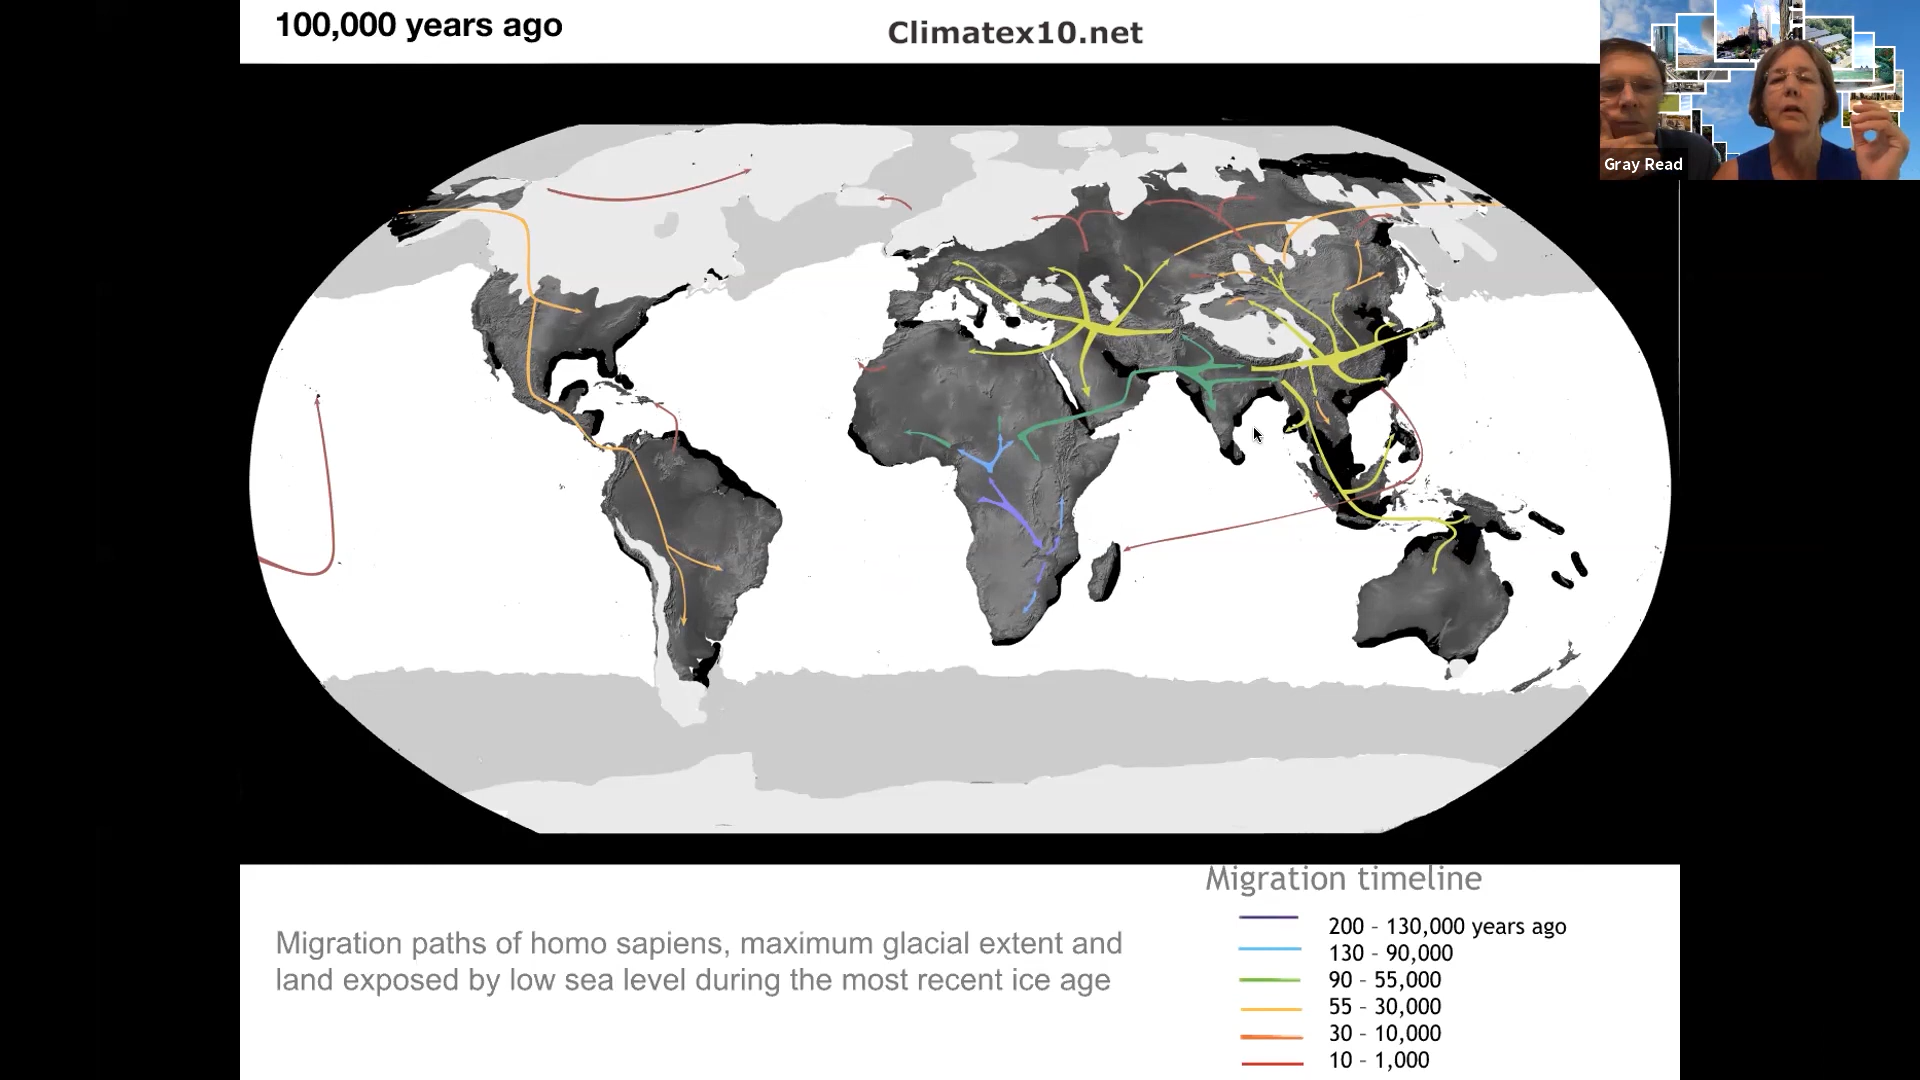 100,000 years ago
Climatex10.net
Gray Read
Migration timeline
200 - 130,000 years ago
130 - 90,000
90 - 55,000
55 - 30,000
30 - 10,000
10 - 1,000
Migration paths of homo sapiens, maximum glacial extent and
land exposed by low sea level during the most recent ice age